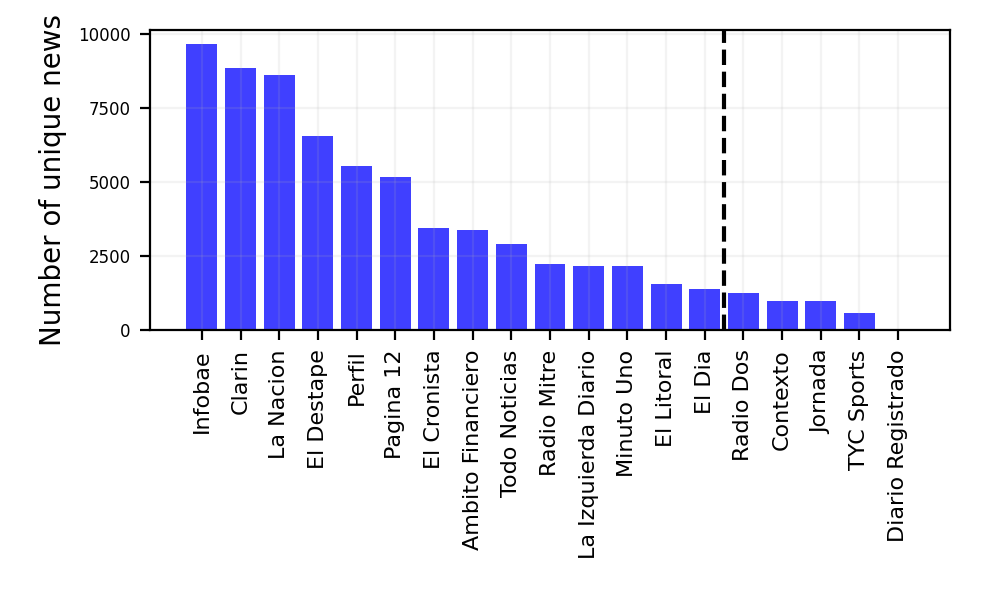 Number of unique news
10000
7500
5000
2500
0
Infobae
Clarin
La Nacion
El Destape
Perfil
Pagina 12
El Cronista
Ambito Financiero
Todo Noticias
Radio Mitre
La Izquierda Diario
Minuto Uno
El Litoral
El Dia
Radio Dos
Contexto
Jornada
TYC Sports
Diario Registrado